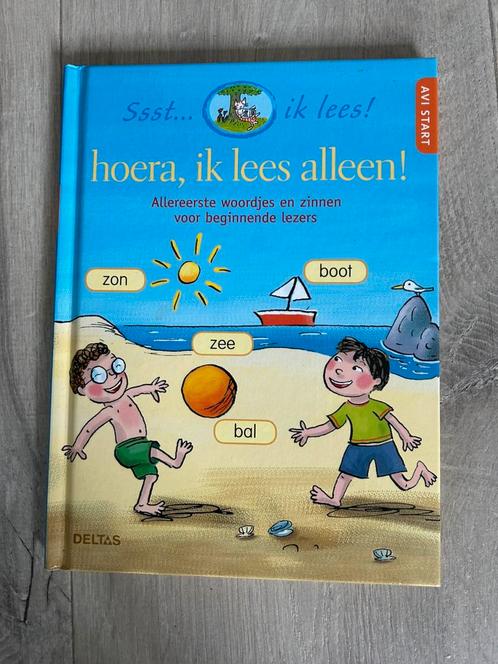 Ssst... ik lees!
AVI START
hoera, ik lees alleen!
Allereerste woordjes en zinnen
voor beginnende lezers
zon
boot
zee
bal
DELTAS